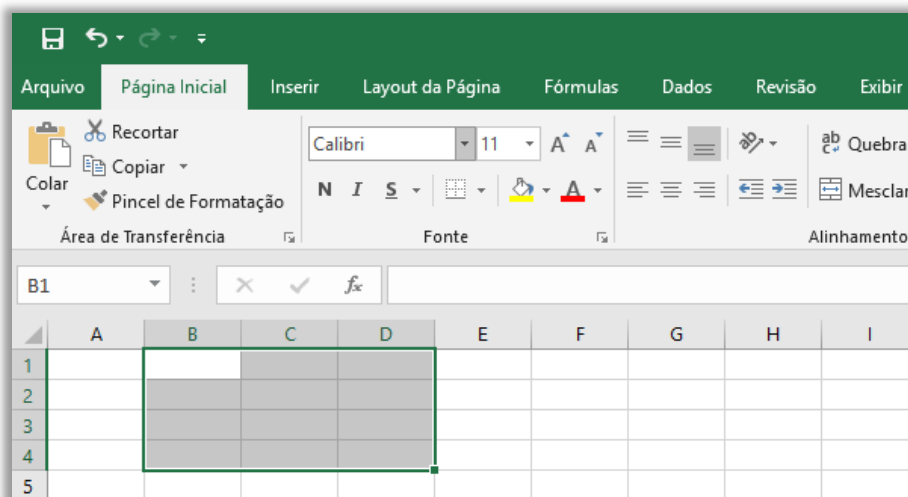 Arquivo Página Inicial Inserir Layout da Página Fórmulas Dados Revisão Exibir
Recortar
Copiar
Pincel de Formatação
Colar
Calibri 11 A A
N I S A
ab c Quebra
Mesclar
Área de Transferência Fonte Alinhamento
B1 fx
A B C D E F G H I
1
2
3
4
5